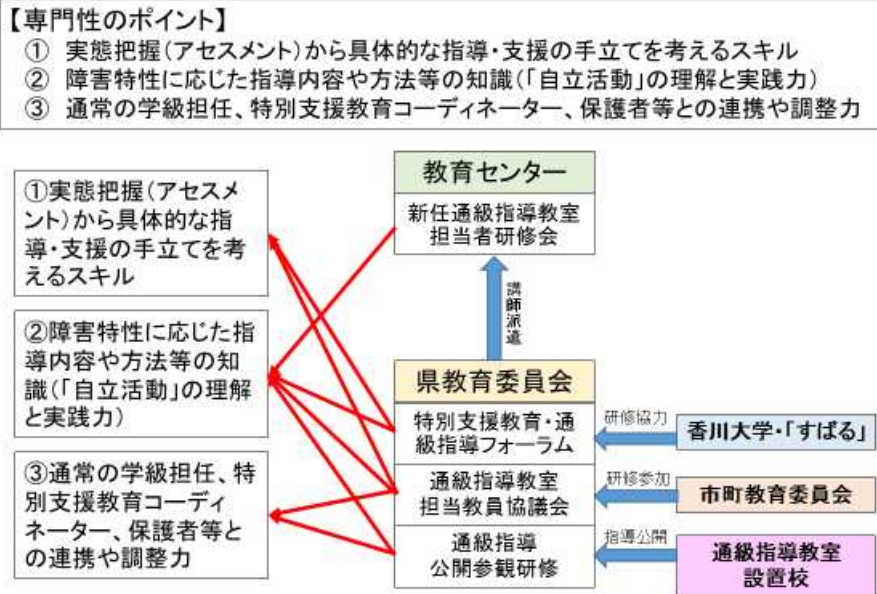 【専門性のポイント】
① 実態把握(アセスメント)から具体的な指導・支援の手立てを考えるスキル
② 障害特性に応じた指導内容や方法等の知識(「自立活動」の理解と実践力)
③ 通常の学級担任、特別支援教育コーディネーター、保護者等との連携や調整力
①実態把握(アセスメ
ント)から具体的な指
導・支援の手立てを考
えるスキル
②障害特性に応じた指
導内容や方法等の知
識(「自立活動」の理解
と実践力)
③通常の学級担任、特
別支援教育コーディ
ネーター、保護者等と
の連携や調整力
教育センター
新任通級指導教室
担当者研修会
講師派遣
県教育委員会
特別支援教育・通
級指導フォーラム
通級指導教室
担当教員協議会
通級指導
公開参観研修
研修協力
香川大学・「すばる」
研修参加
市町教育委員会
指導公開
通級指導教室
設置校